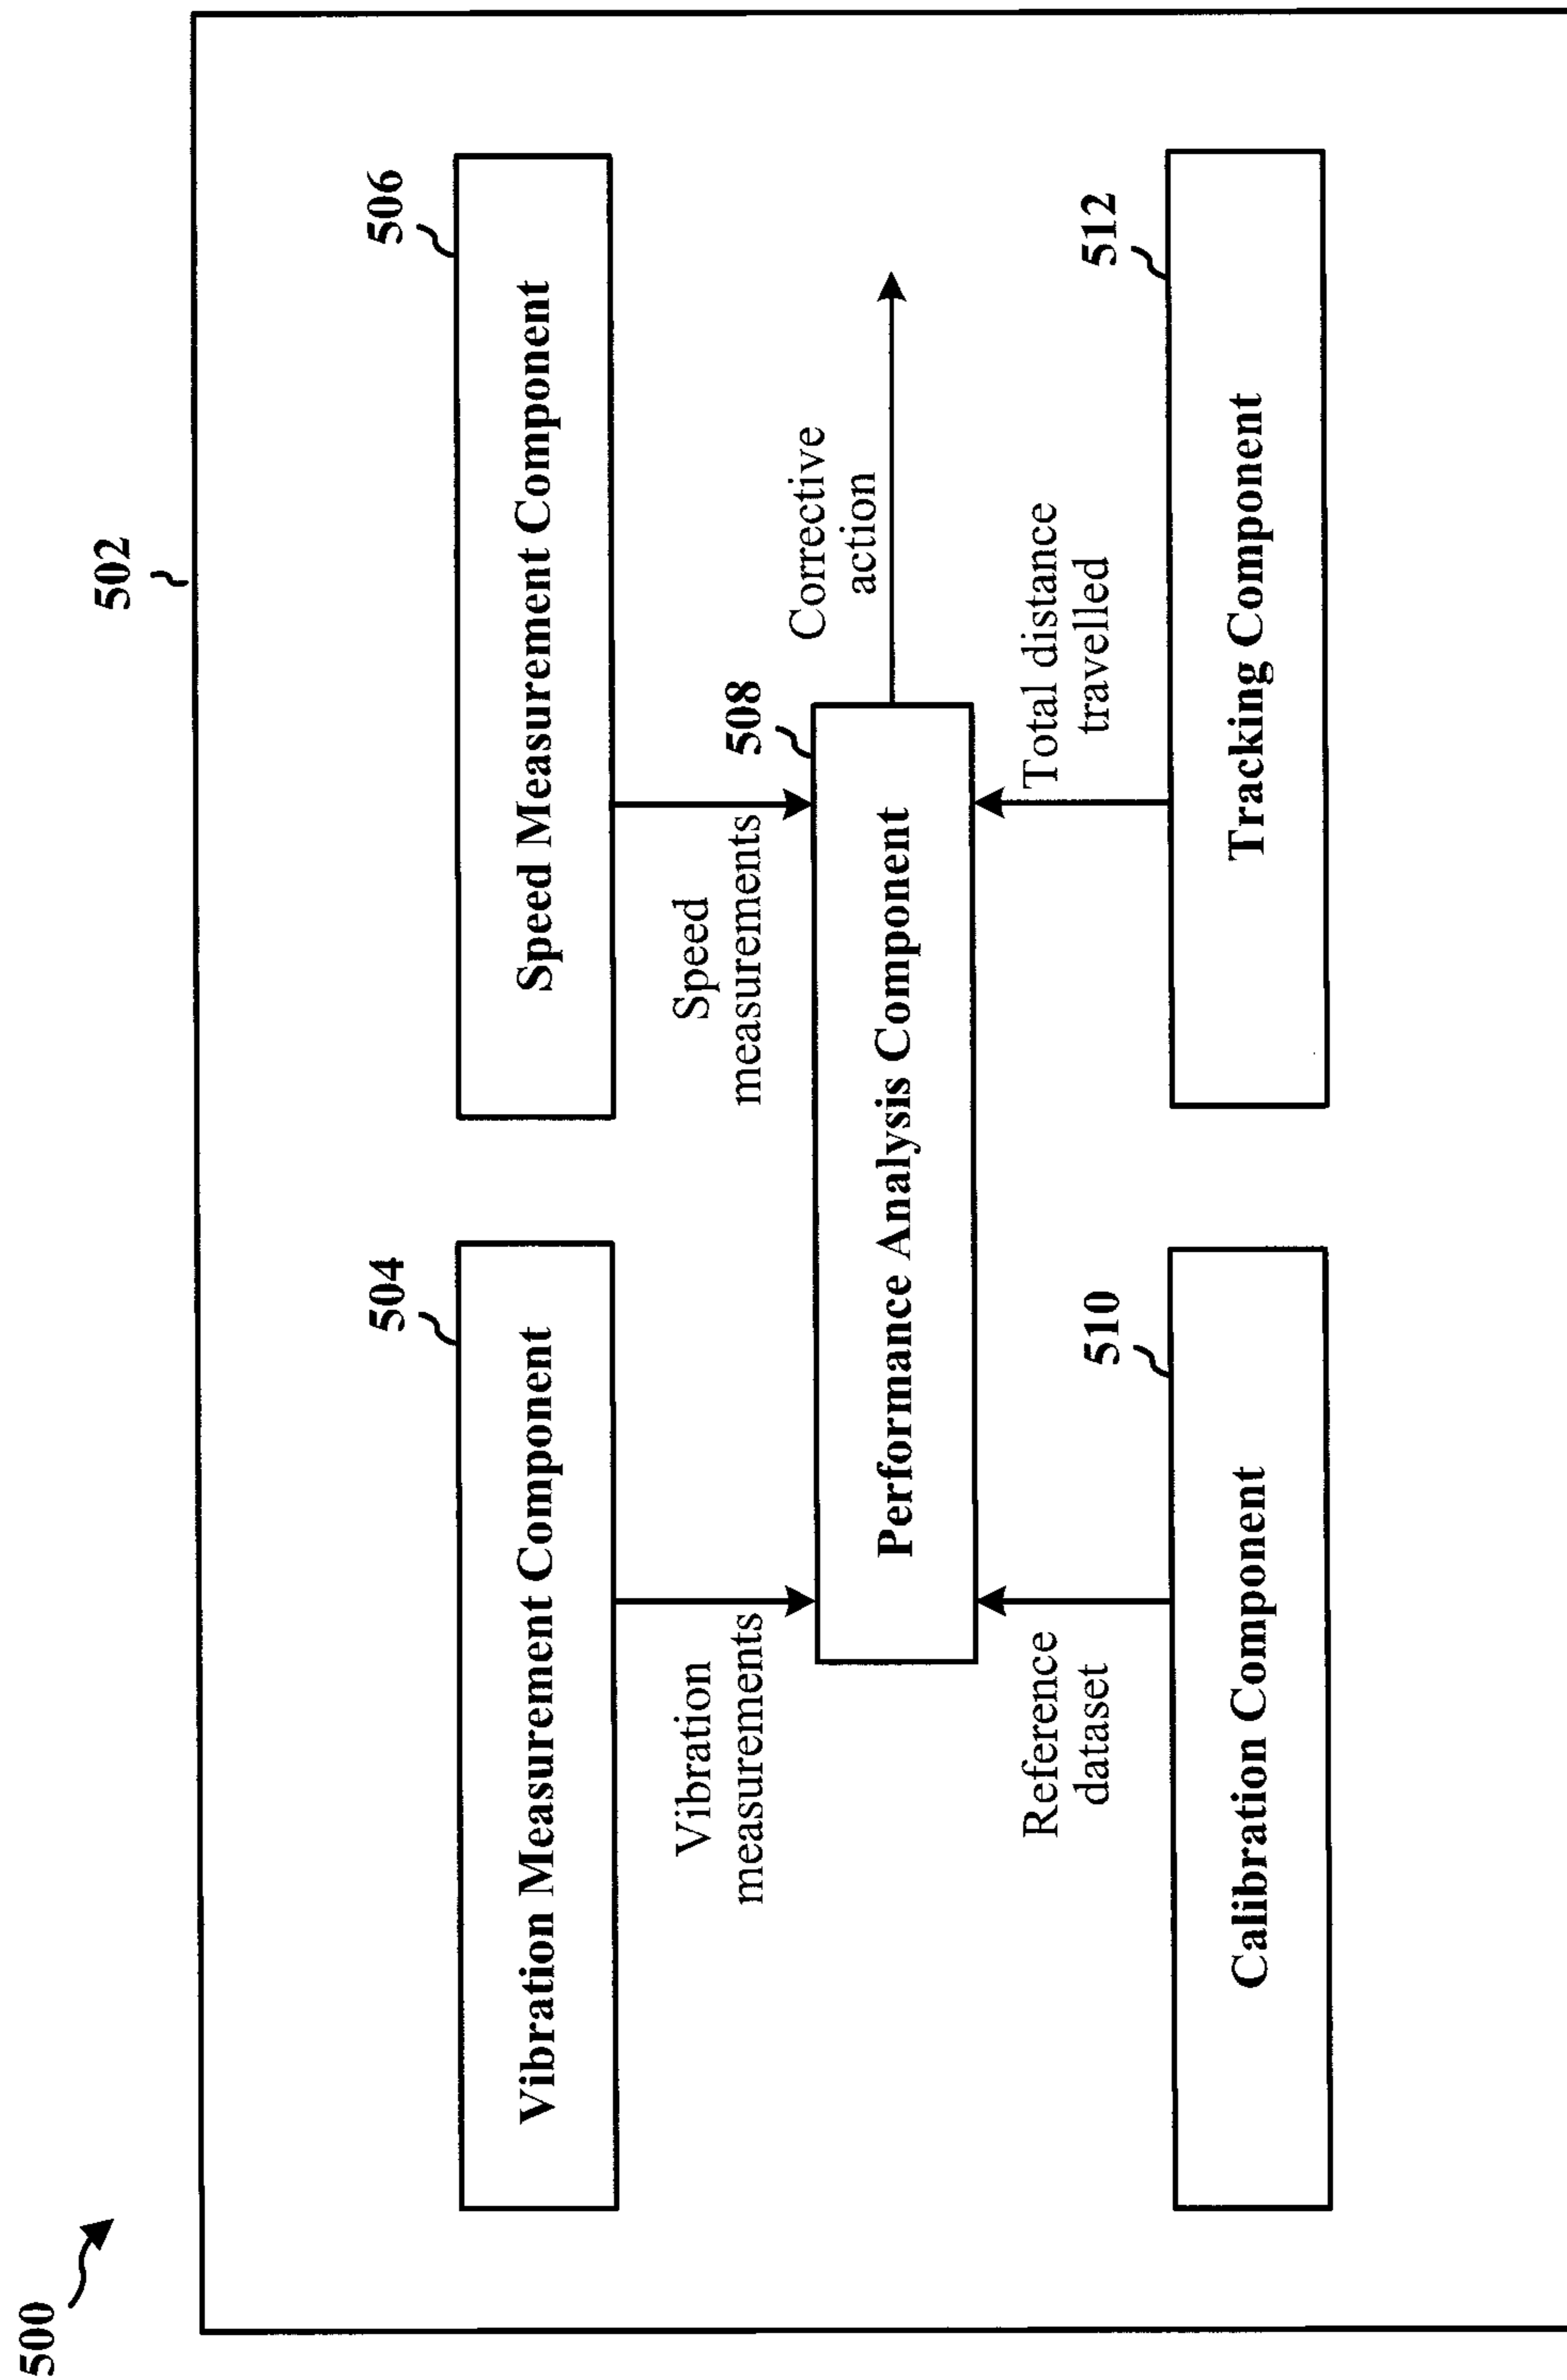 500
502
504
Vibration Measurement Component
506
Speed Measurement Component
Vibration
measurements
Speed
measurements
508
Performance Analysis Component
Corrective
action
Reference
dataset
510
Total distance
travelled
512
Calibration Component
Tracking Component